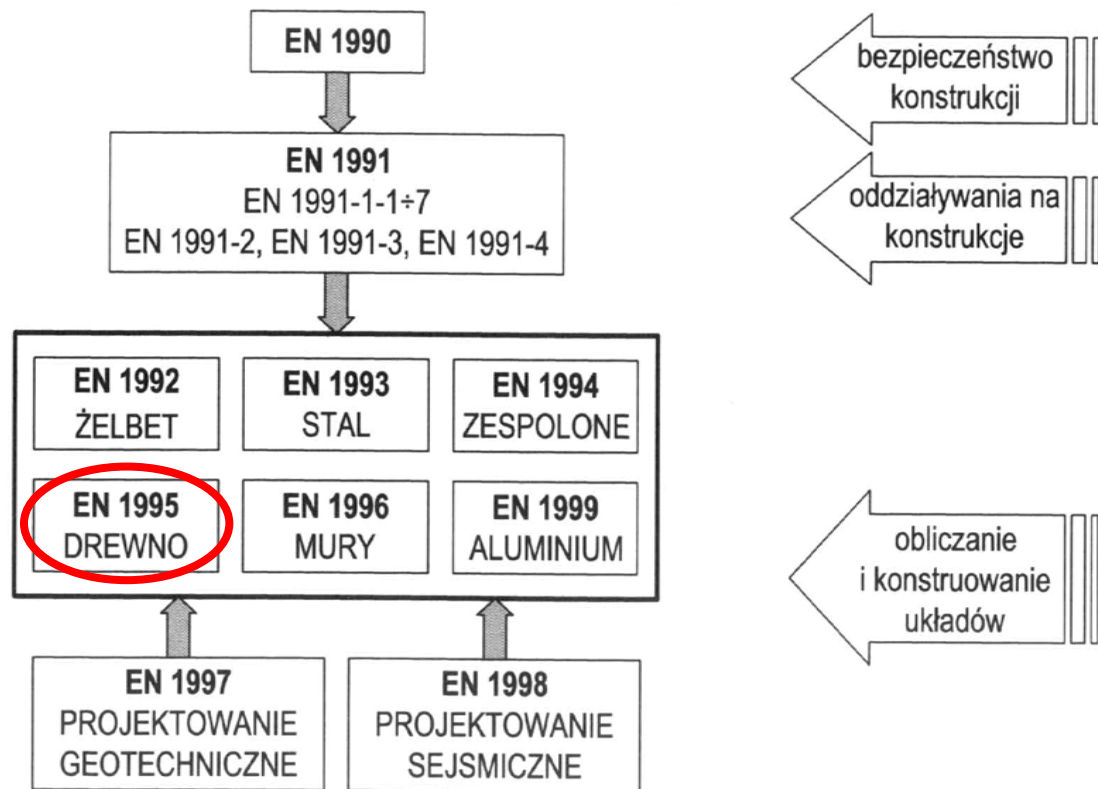 EN 1990
bezpieczeństwo
konstrukcji
EN 1991
EN 1991-1-1÷7
EN 1991-2, EN 1991-3, EN 1991-4
oddziaływania na
konstrukcje
EN 1992
ŻELBET
EN 1993
STAL
EN 1994
ZESPOLONE
EN 1995
DREWNO
EN 1996
MURY
EN 1999
ALUMINIUM
obliczanie
i konstruowanie
układów
EN 1997
PROJEKTOWANIE
GEOTECHNICZNE
EN 1998
PROJEKTOWANIE
SEJSMICZNE